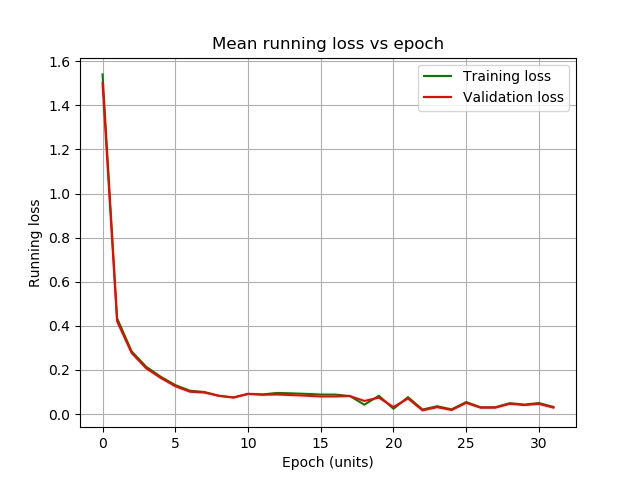 Mean running loss vs epoch
Training loss
Validation loss
1.6
1.4
1.2
1.0
0.8
0.6
0.4
0.2
0.0
Running loss
0 5 10 15 20 25 30
Epoch (units)